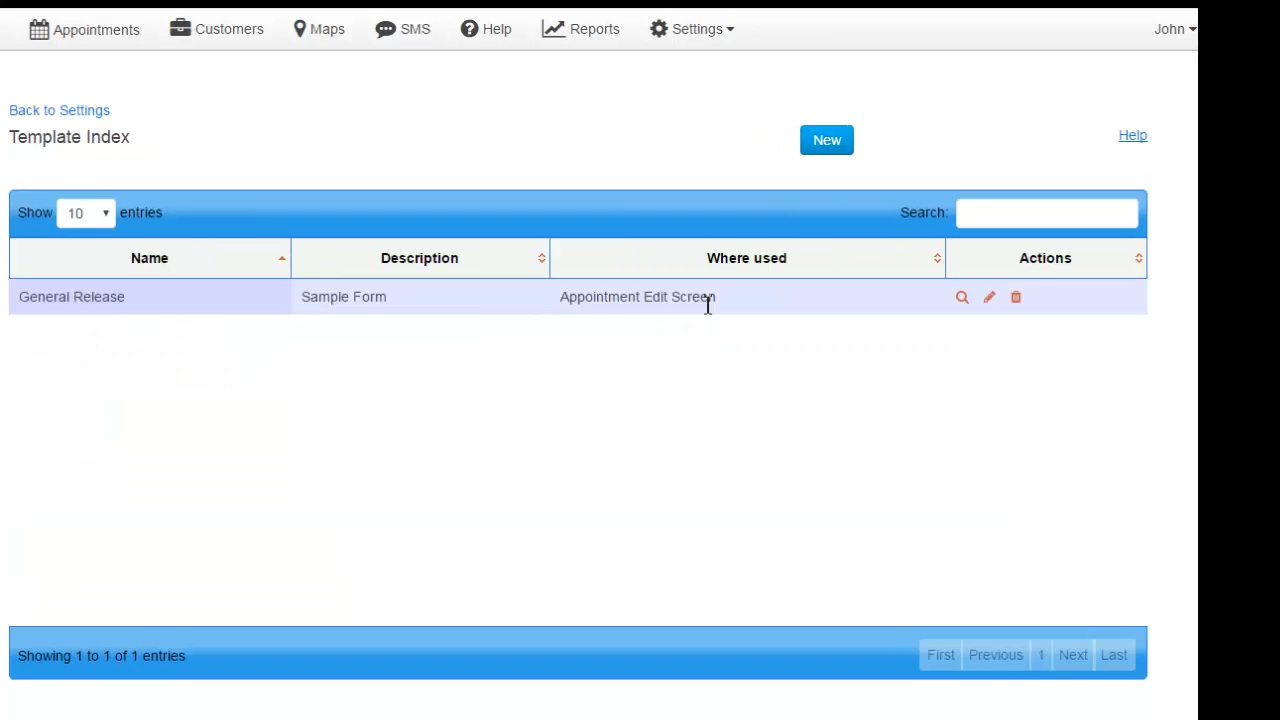 Appointments Customers Maps SMS Help Reports Settings John
Back to Settings
Template Index New Help
Show 10 entries Search:
Name Description Where used Actions
General Release Sample Form Appointment Edit Screen
Showing 1 to 1 of 1 entries First Previous 1 Next Last